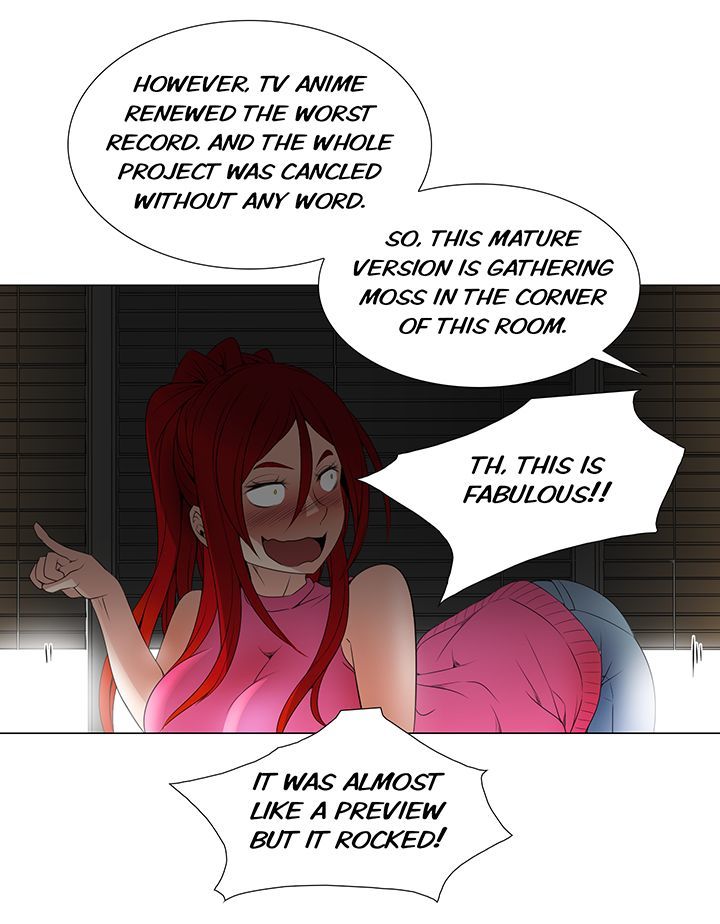 HOWEVER, TV ANIME
RENEWED THE WORST
RECORD. AND THE WHOLE
PROJECT WAS CANCLED
WITHOUT ANY WORD.
SO, THIS MATURE
VERSION IS GATHERING
MOSS IN THE CORNER
OF THIS ROOM.
TH, THIS IS
FABULOUS!!
IT WAS ALMOST
LIKE A PREVIEW
BUT IT ROCKED!